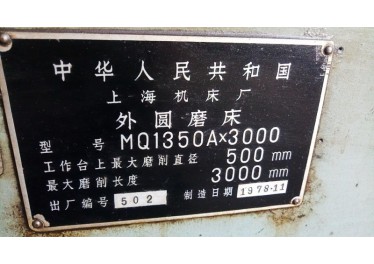 中华人民共和国
上海机床厂
外圆磨床
型号 MQ1350A×3000
工作台上最大磨削直径 500 mm
最大磨削长度 3000 mm
出厂编号 502 制造日期 1978·11